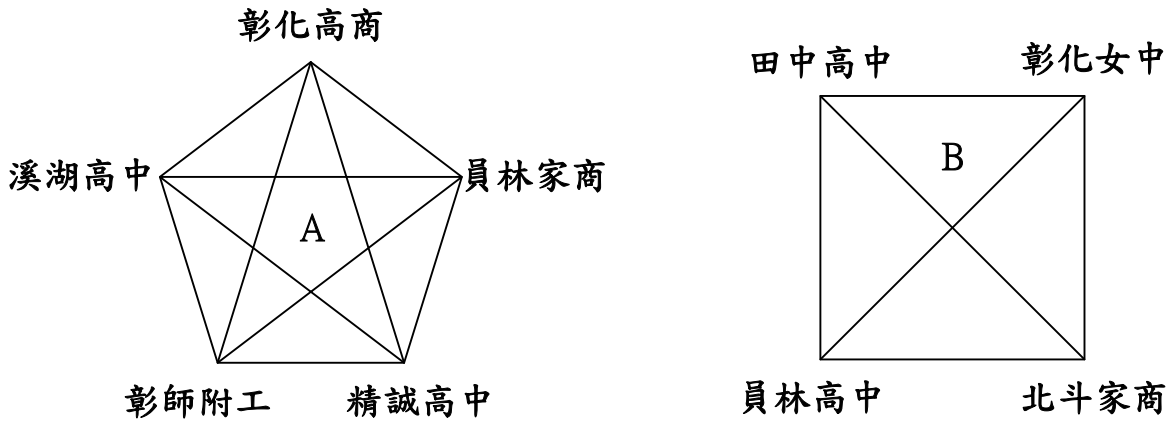 彰化高商
溪湖高中
員林家商
A
彰師附工
精誠高中
田中高中
彰化女中
B
員林高中
北斗家商